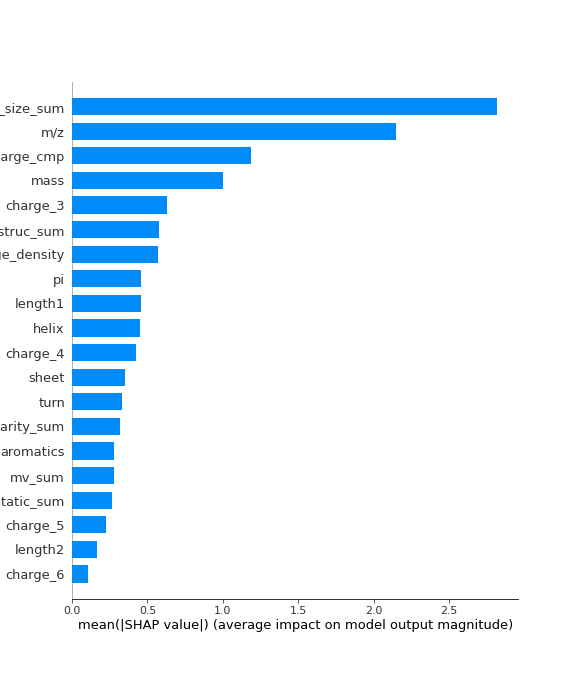 _size_sum
m/z
arge_cmp
mass
charge_3
struc_sum
ge_density
pi
length1
helix
charge_4
sheet
turn
arity_sum
aromatics
mv_sum
tatic_sum
charge_5
length2
charge_6
0.0 0.5 1.0 1.5 2.0 2.5
mean(|SHAP value|) (average impact on model output magnitude)